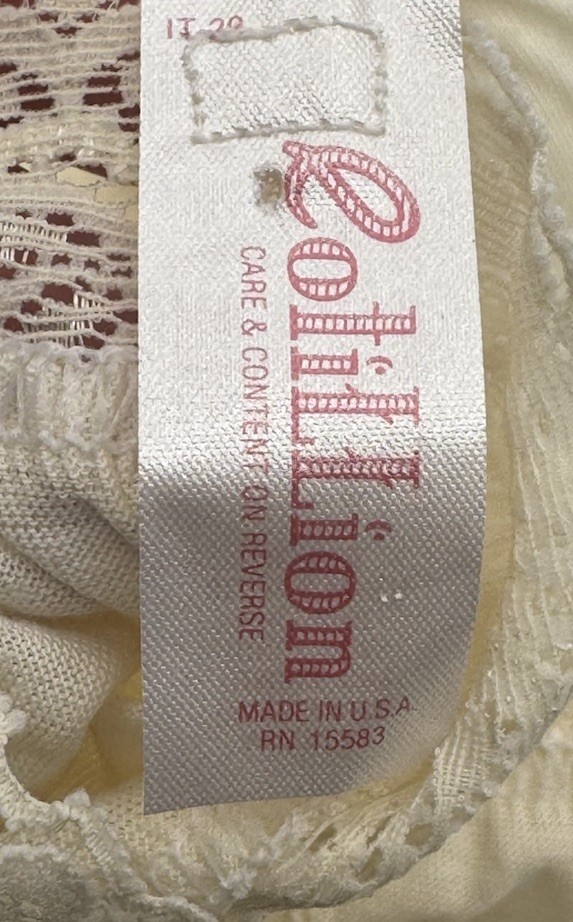 CotiLLion
CARE & CONTENT ON REVERSE
MADE IN U.S.A.
RN 15583